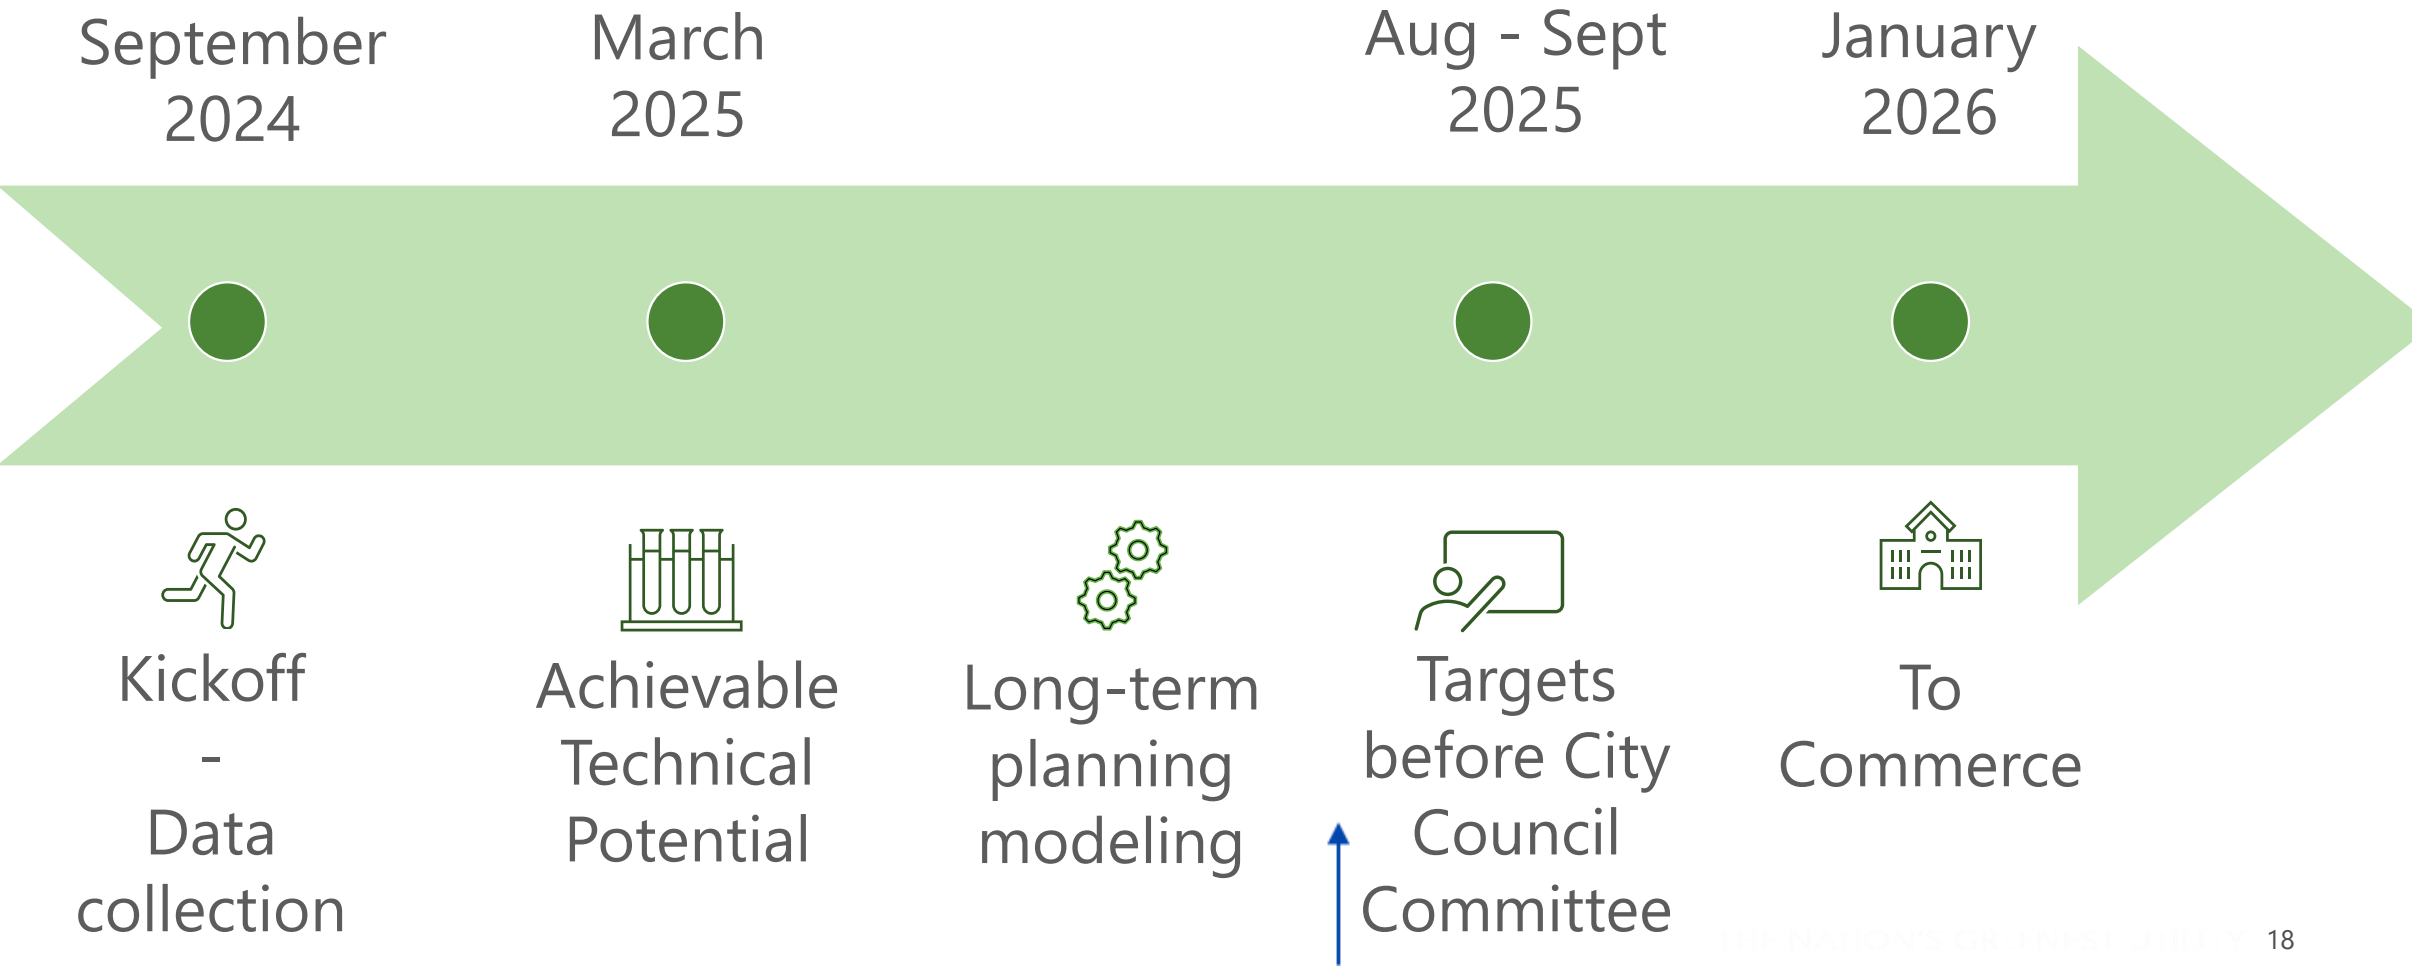 September
2024
March
2025
Aug - Sept
2025
January
2026
Kickoff
-
Data
collection
Achievable
Technical
Potential
Long-term
planning
modeling
Targets
before City
Council
Committee
To
Commerce
18